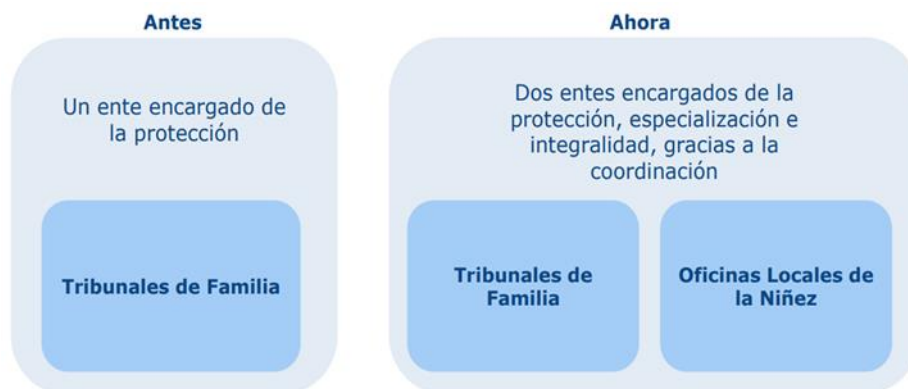 Antes
Un ente encargado de
la protección
Tribunales de Familia
Ahora
Dos entes encargados de la
protección, especialización e
integralidad, gracias a la
coordinación
Tribunales de
Familia
Oficinas Locales de
la Niñez